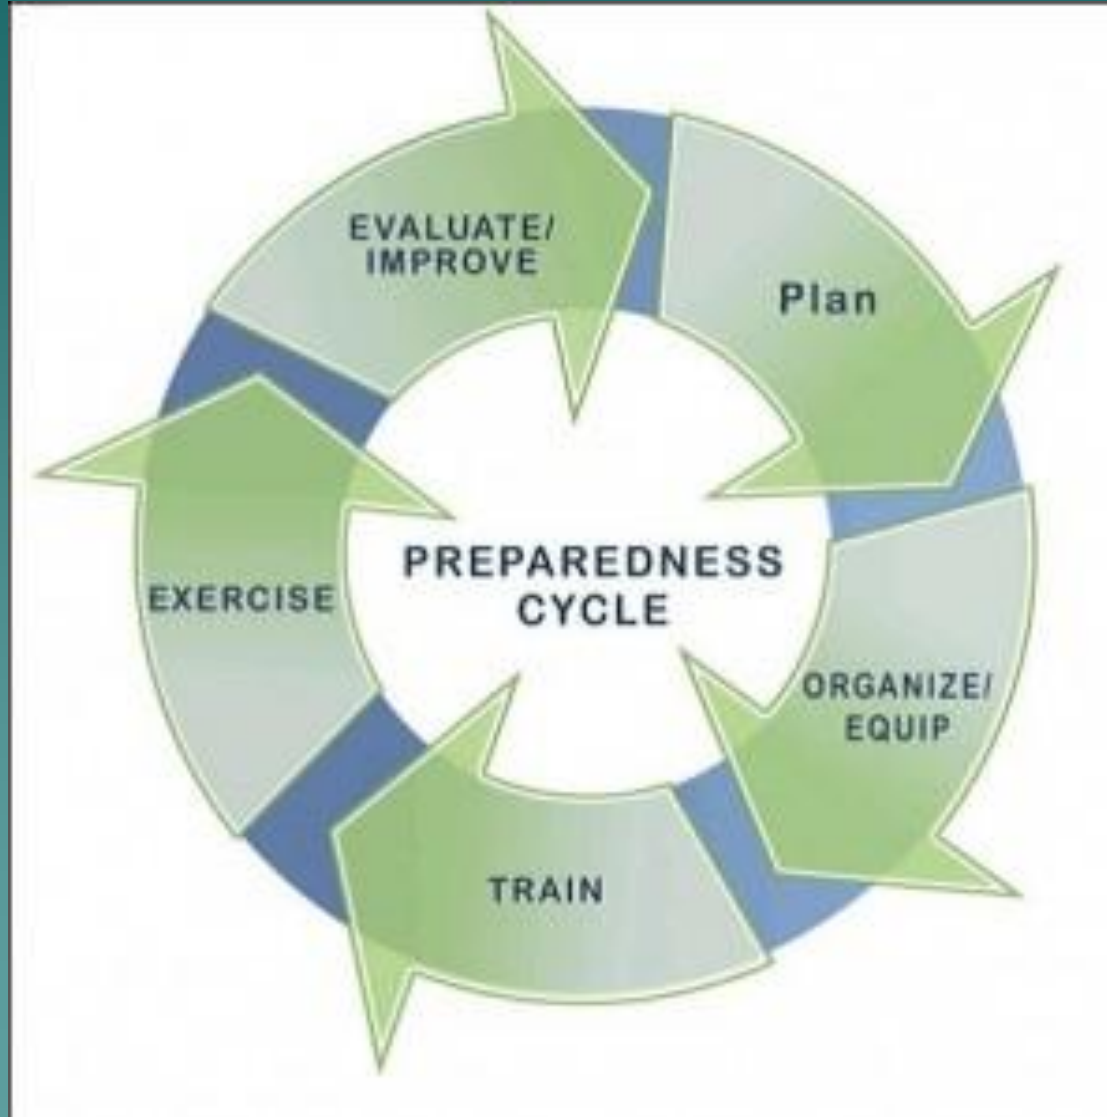 EVALUATE/
IMPROVE
Plan
EXERCISE
PREPAREDNESS
CYCLE
ORGANIZE/
EQUIP
TRAIN